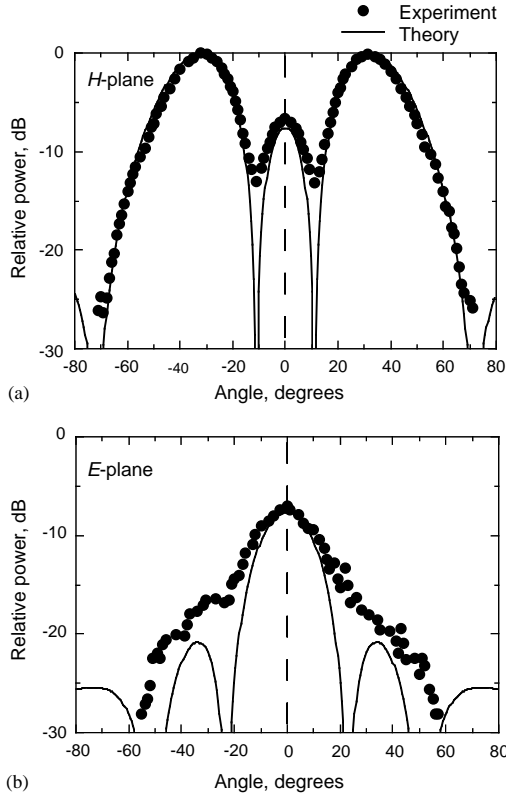 Experiment
Theory
(a)
H-plane
Relative power, dB
0
-10
-20
-30
-80 -60 -40 -20 0 20 40 60 80
Angle, degrees
E-plane
Relative power, dB
0
-10
-20
-30
-80 -60 -40 -20 0 20 40 60 80
Angle, degrees
(b)